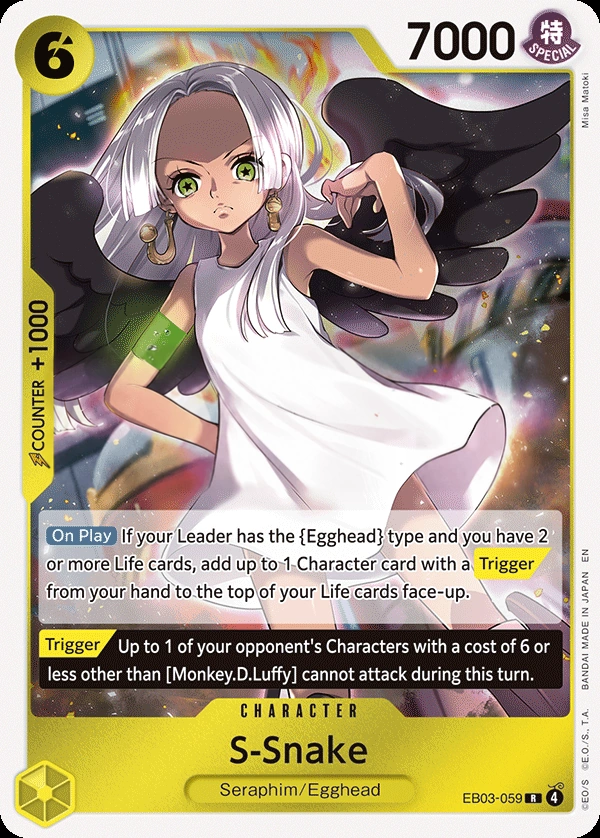 6
7000
特
SPECIAL
Misa Matoki
COUNTER +1000
On Play If your Leader has the {Egghead} type and you have 2
or more Life cards, add up to 1 Character card with a Trigger
from your hand to the top of your Life cards face-up.
Trigger Up to 1 of your opponent's Characters with a cost of 6 or
less other than [Monkey.D.Luffy] cannot attack during this turn.
CHARACTER
S-Snake
Seraphim/Egghead
EB03-059 R 4
©EO/S ©E.O./S., T.A. BANDAI MADE IN JAPAN EN